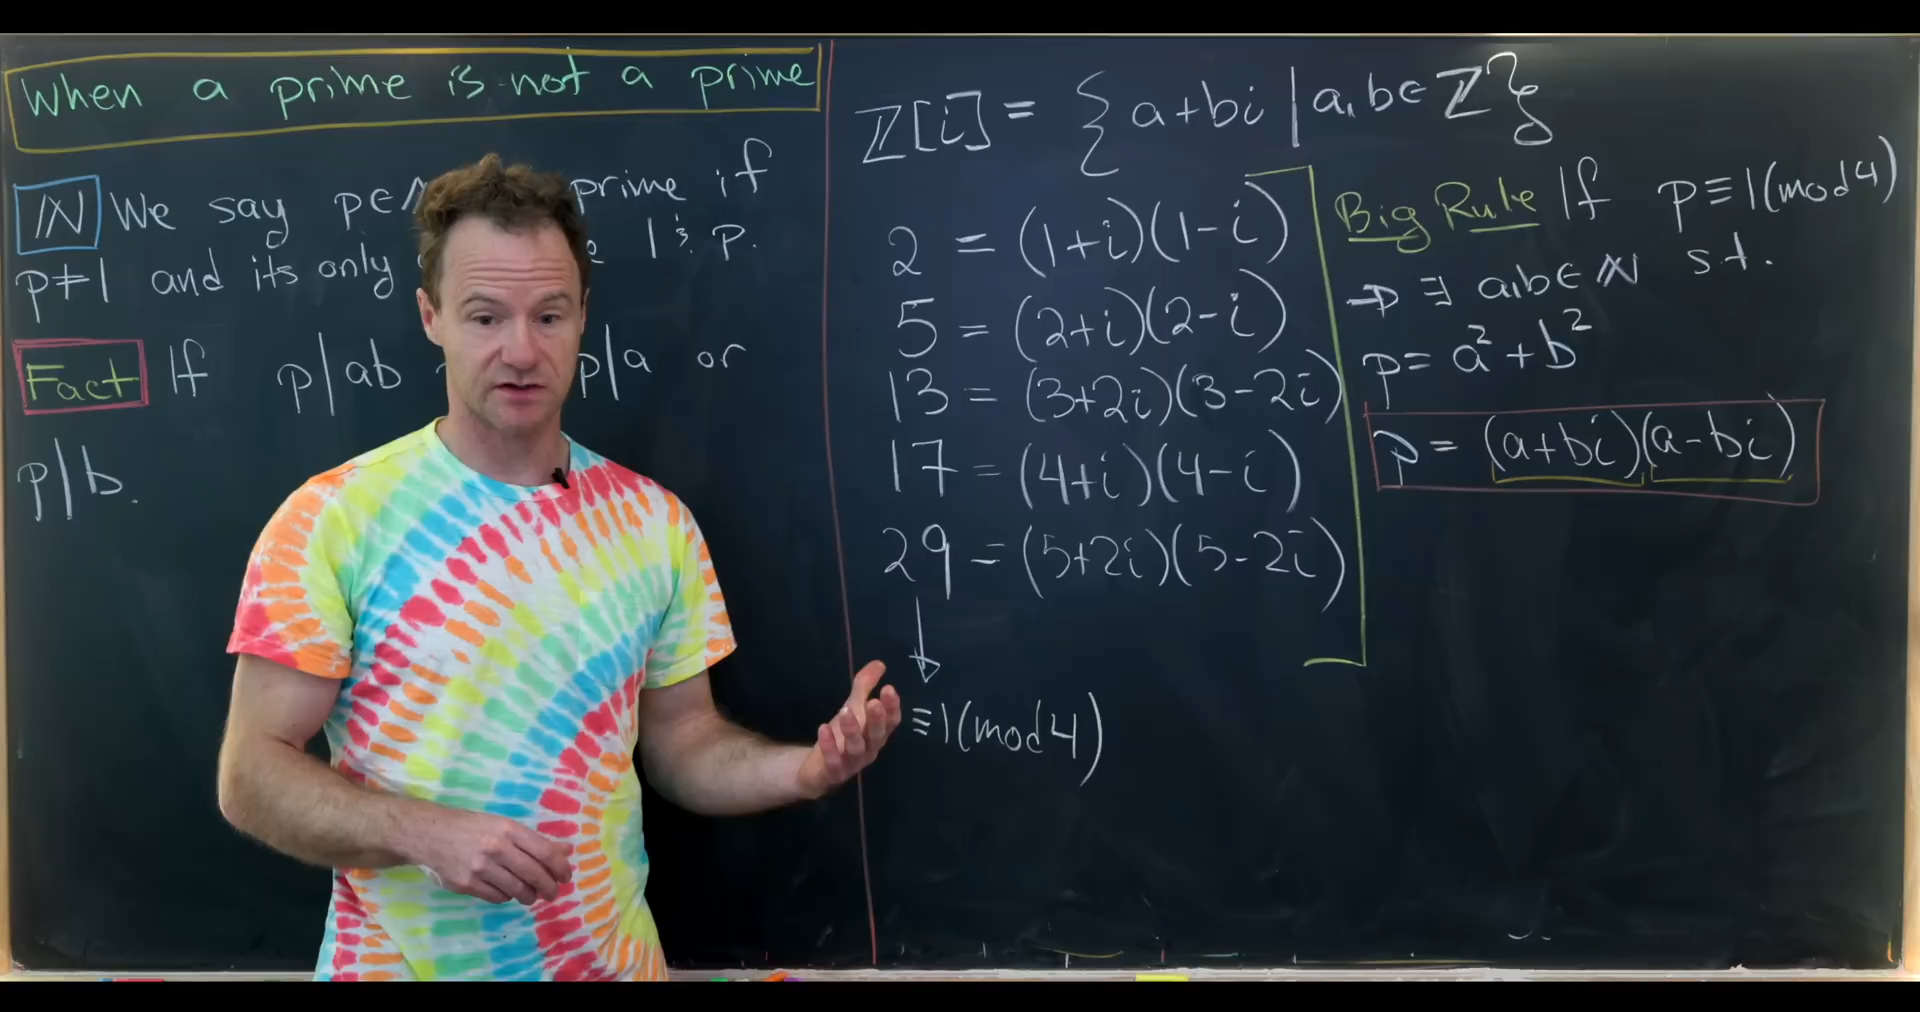 When a prime is not a prime
ℕ We say p∈ℕ prime if
p≠1 and its only 1 & p.
Fact If p|ab p|a or
p|b.
ℤ[i] = { a+bi | a,b∈ℤ }
2 = (1+i)(1-i)
5 = (2+i)(2-i)
13 = (3+2i)(3-2i)
17 = (4+i)(4-i)
29 = (5+2i)(5-2i)
↓
≡1(mod4)
Big Rule If p≡1(mod4)
⇒ ∃ a,b∈ℕ s.t.
p = a²+b²
p = (a+bi)(a-bi)